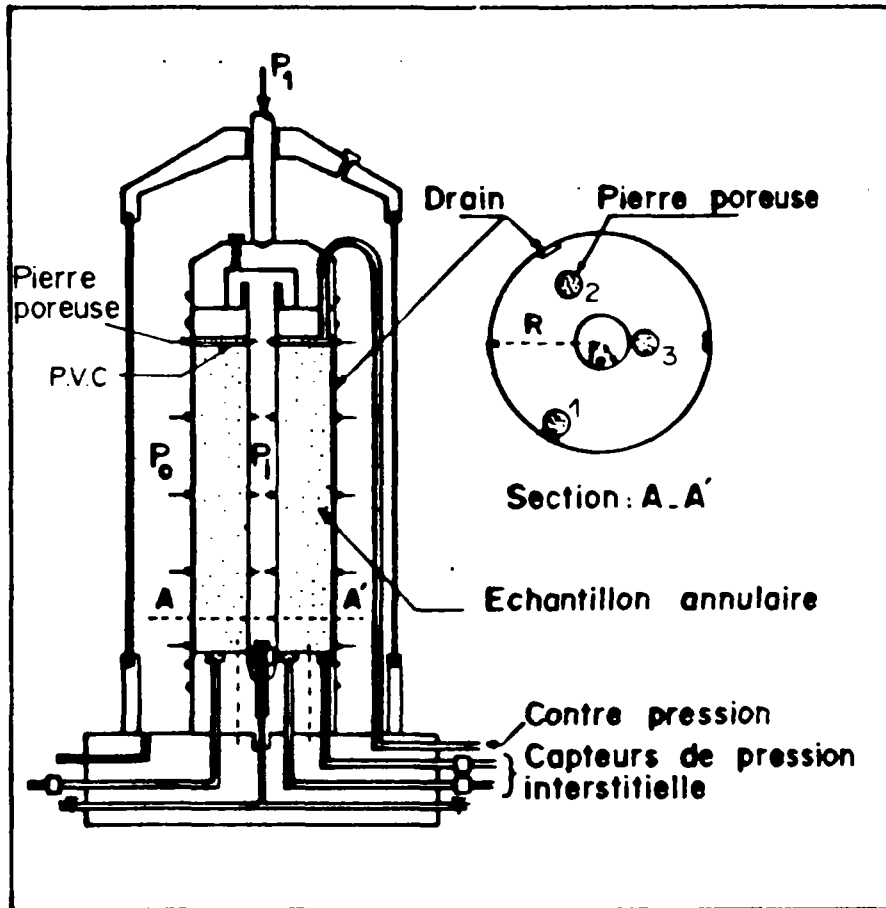 P1
Drain
Pierre poreuse
Pierre
poreuse
P.V.C
2
R
3
1
Po
Pi
Section : A_A'
A
A'
Echantillon annulaire
Contre pression
Capteurs de pression
interstitielle